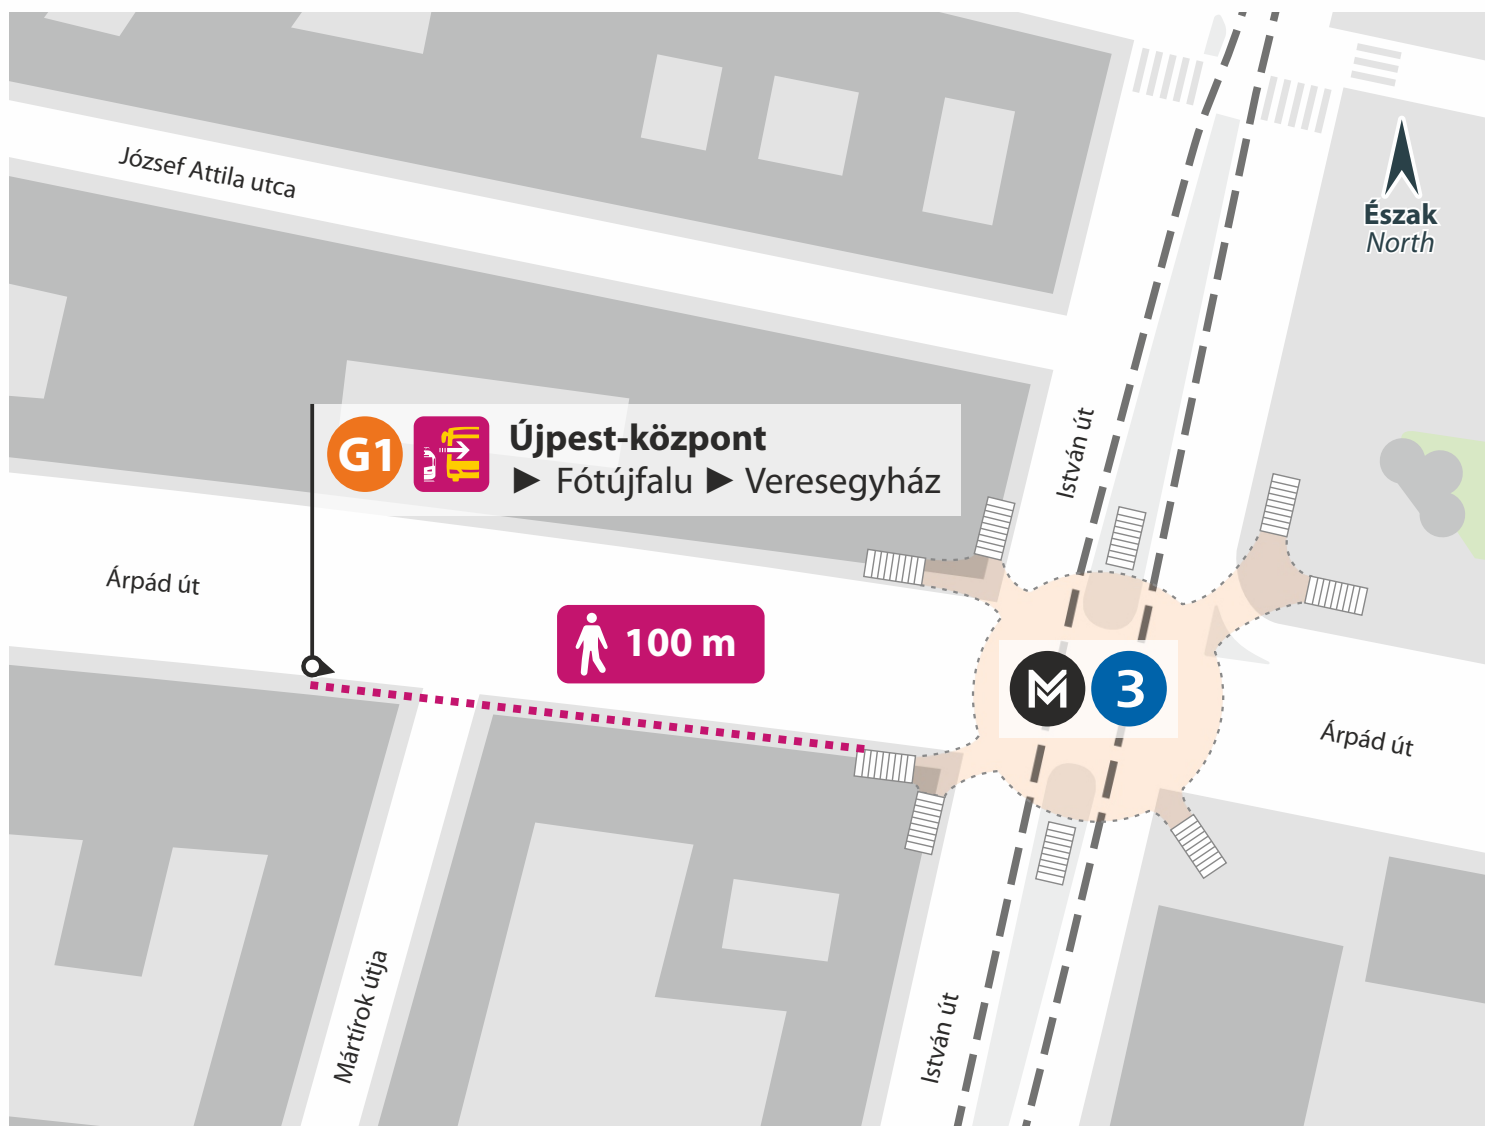 József Attila utca
Észak
North
István út
G1
Újpest-központ
► Fótújfalu ► Veresegyház
Árpád út
100 m
M 3
Árpád út
Mártírok útja
István út